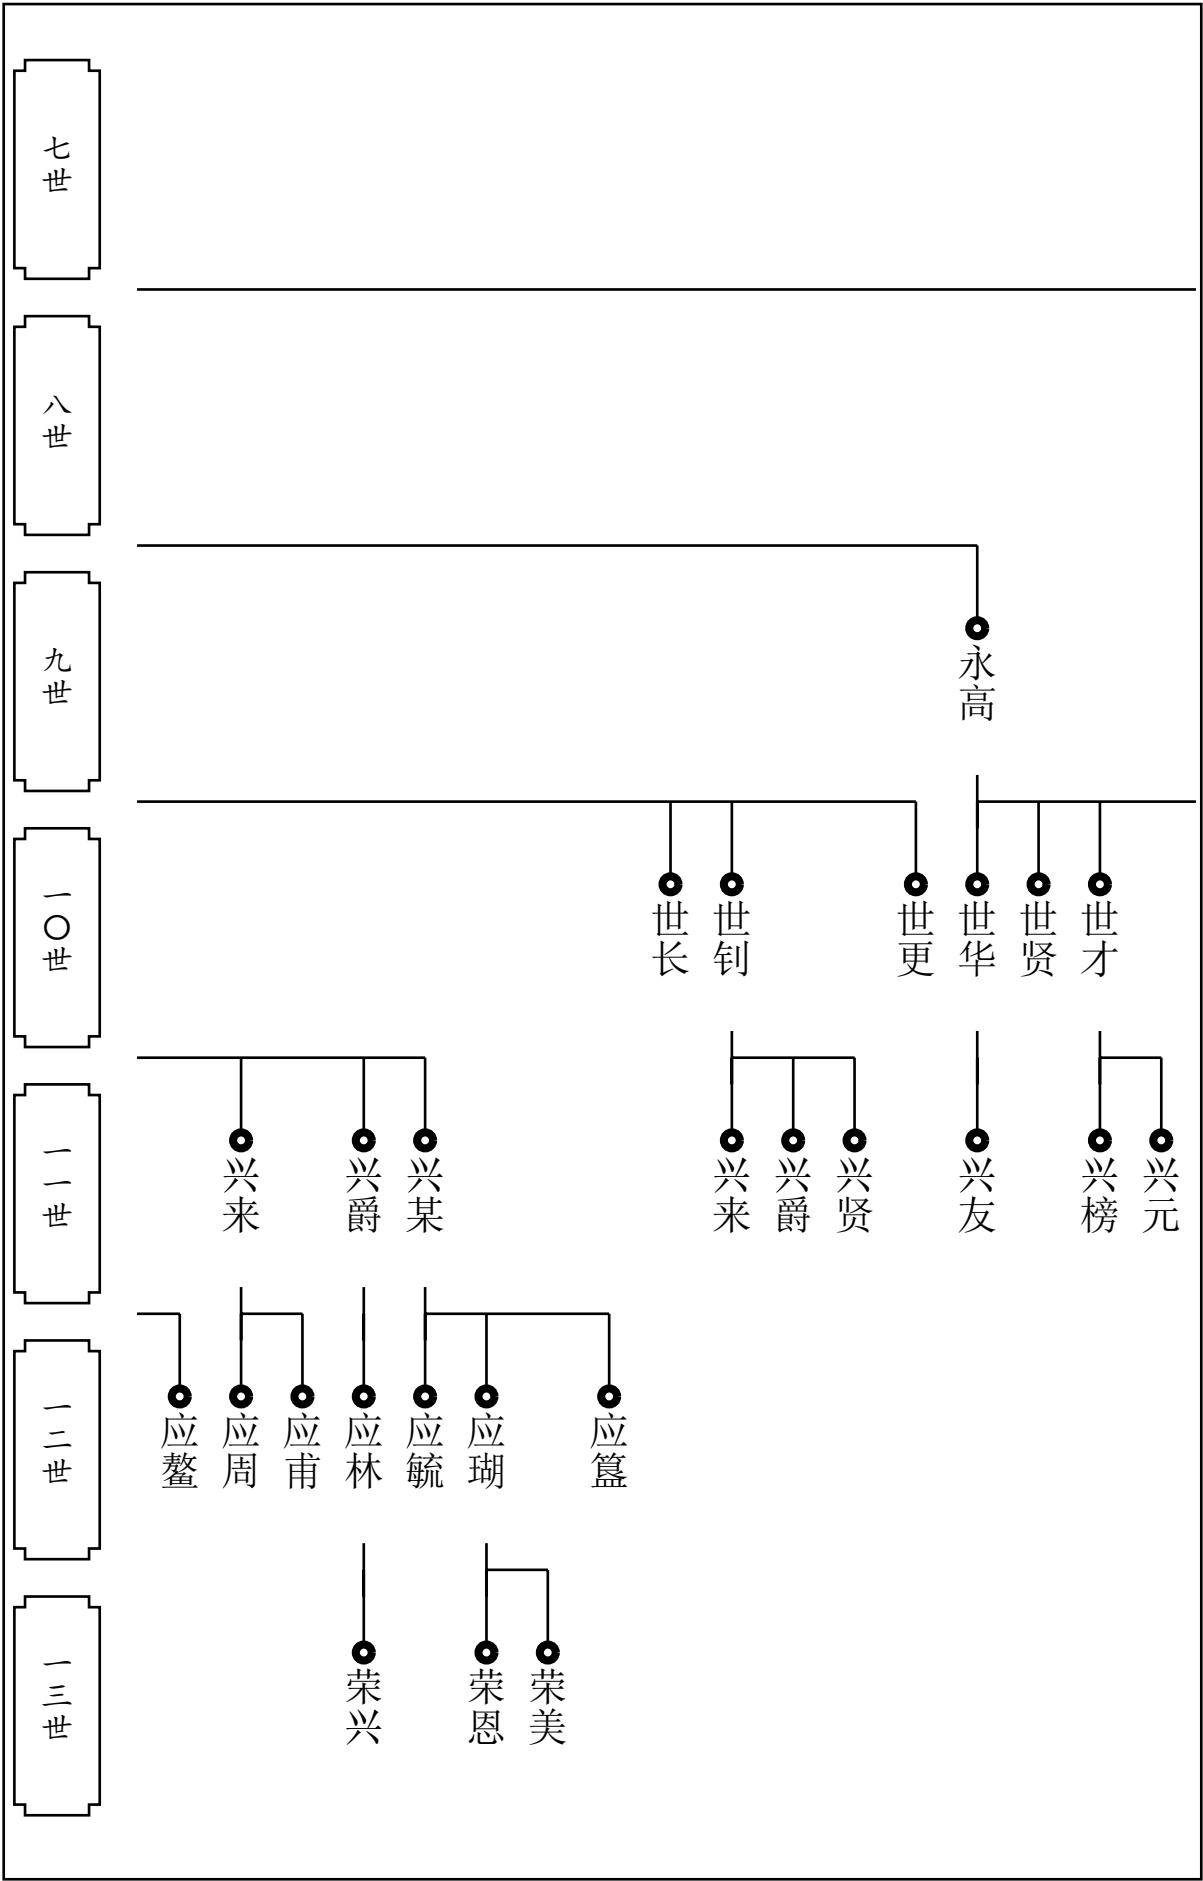 七世
八世
九世
永高
一〇世
世长
世钊
世更
世华
世贤
世才
一一世
兴来
兴爵
兴某
兴来
兴爵
兴贤
兴友
兴榜
兴元
一二世
应鳌
应周
应甫
应林
应毓
应瑚
应簋
一三世
荣兴
荣恩
荣美